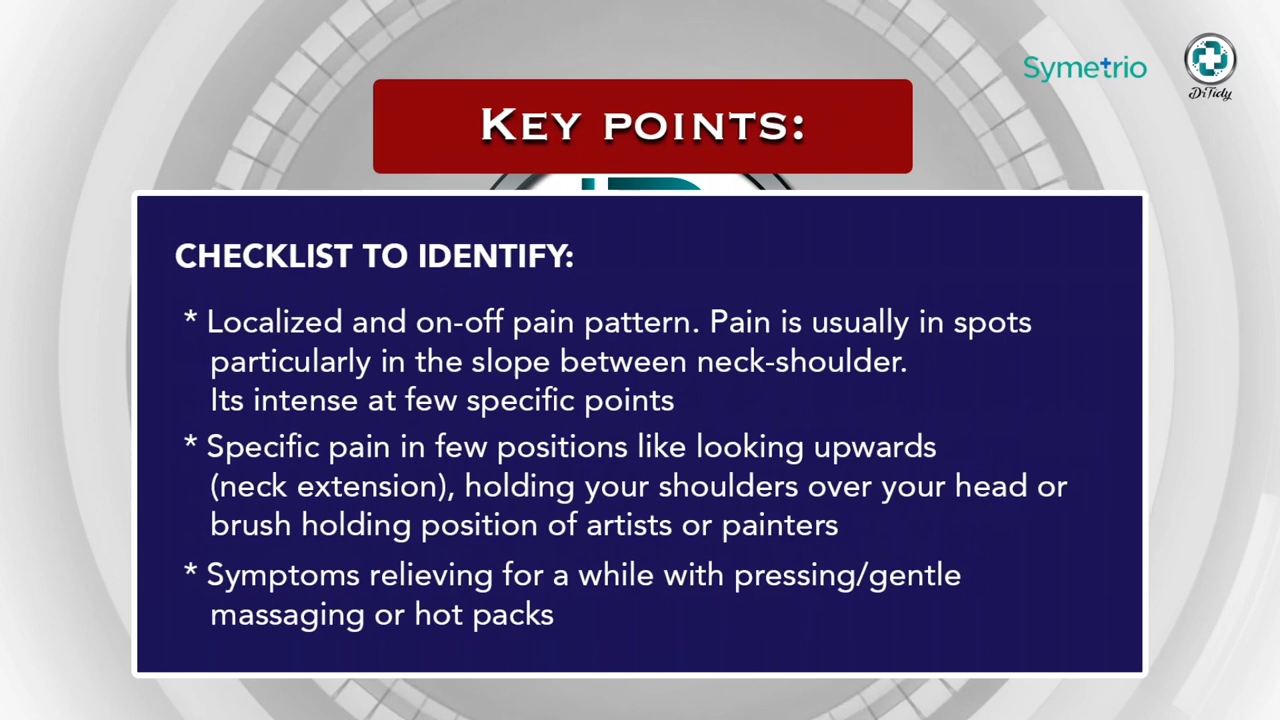 Symetrio
DiTidy
KEY POINTS:
CHECKLIST TO IDENTIFY:
* Localized and on-off pain pattern. Pain is usually in spots
particularly in the slope between neck-shoulder.
Its intense at few specific points
* Specific pain in few positions like looking upwards
(neck extension), holding your shoulders over your head or
brush holding position of artists or painters
* Symptoms relieving for a while with pressing/gentle
massaging or hot packs